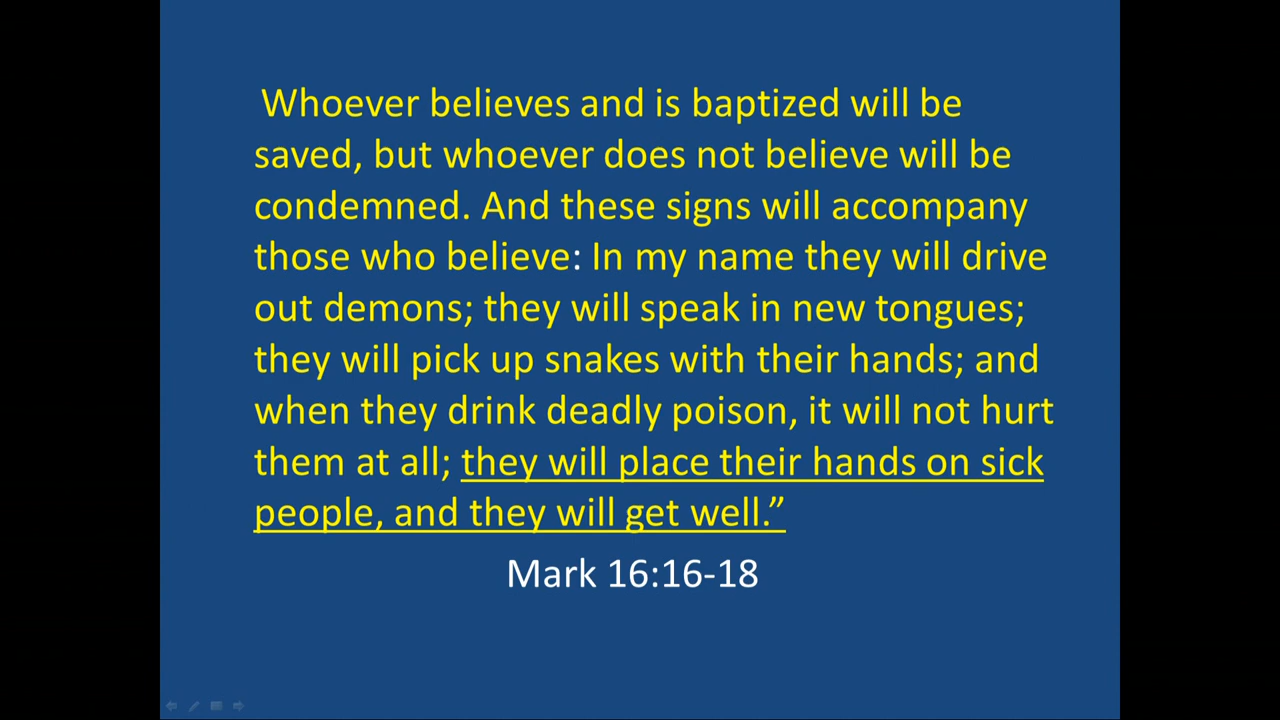 Whoever believes and is baptized will be
saved, but whoever does not believe will be
condemned. And these signs will accompany
those who believe: In my name they will drive
out demons; they will speak in new tongues;
they will pick up snakes with their hands; and
when they drink deadly poison, it will not hurt
them at all; they will place their hands on sick
people, and they will get well.”
Mark 16:16-18